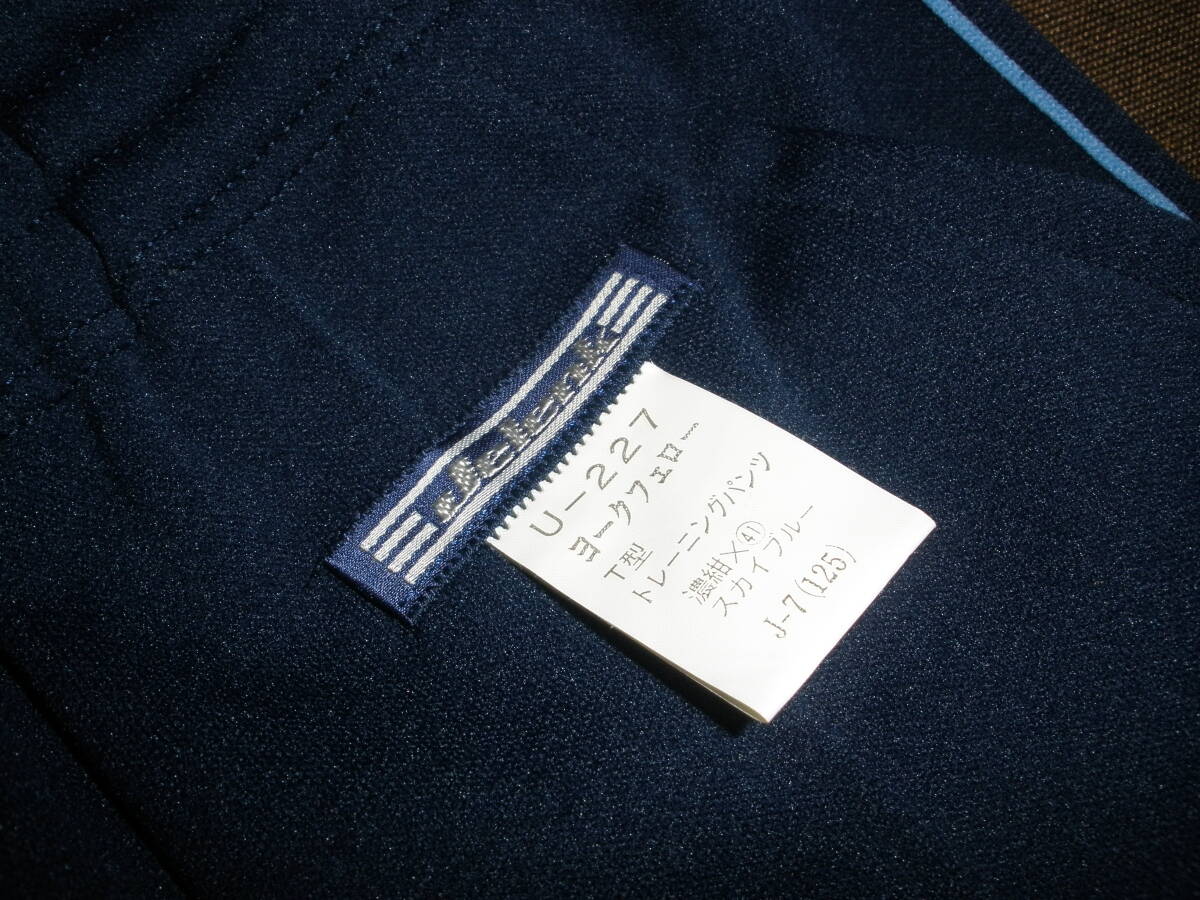 U-227
ヨークフェロー
T型
トレーニングパンツ
濃紺×㊶
スカイブルー
J-7(125)